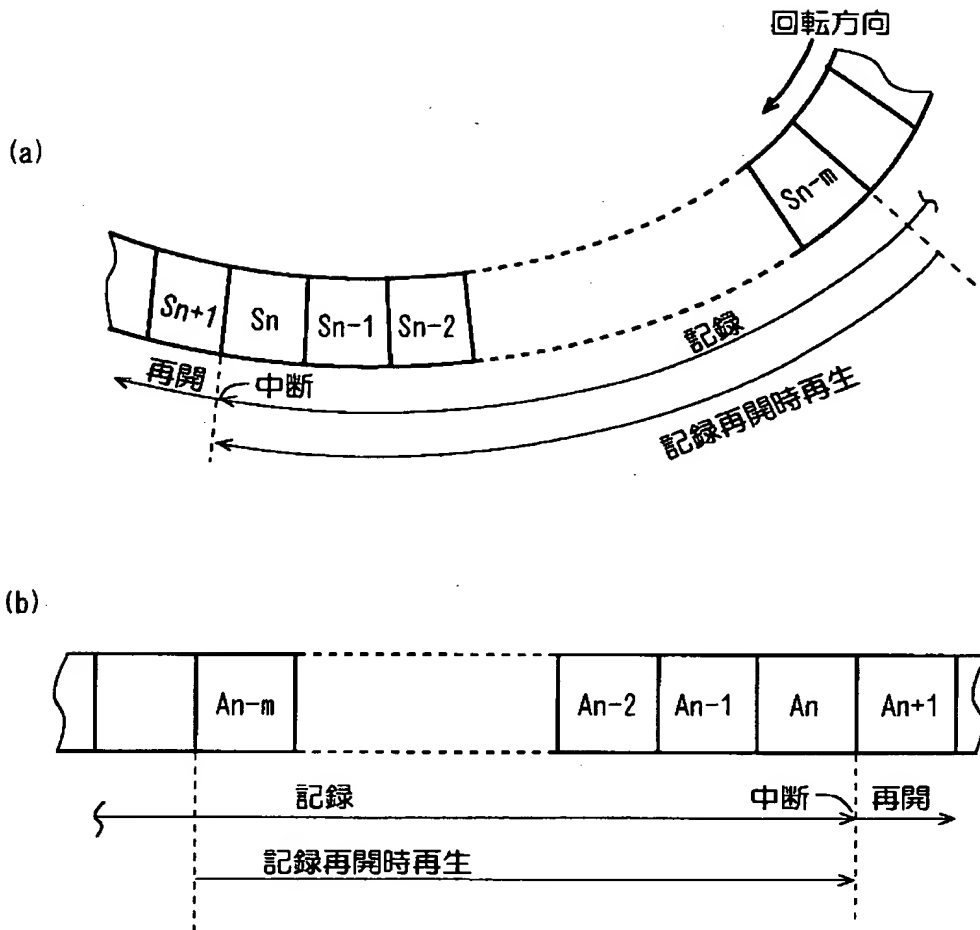 回転方向
(a)
Sn-m
Sn+1
Sn
Sn-1
Sn-2
記録
再開
中断
記録再開時再生
(b)
An-m
An-2
An-1
An
An+1
記録
中断
再開
記録再開時再生